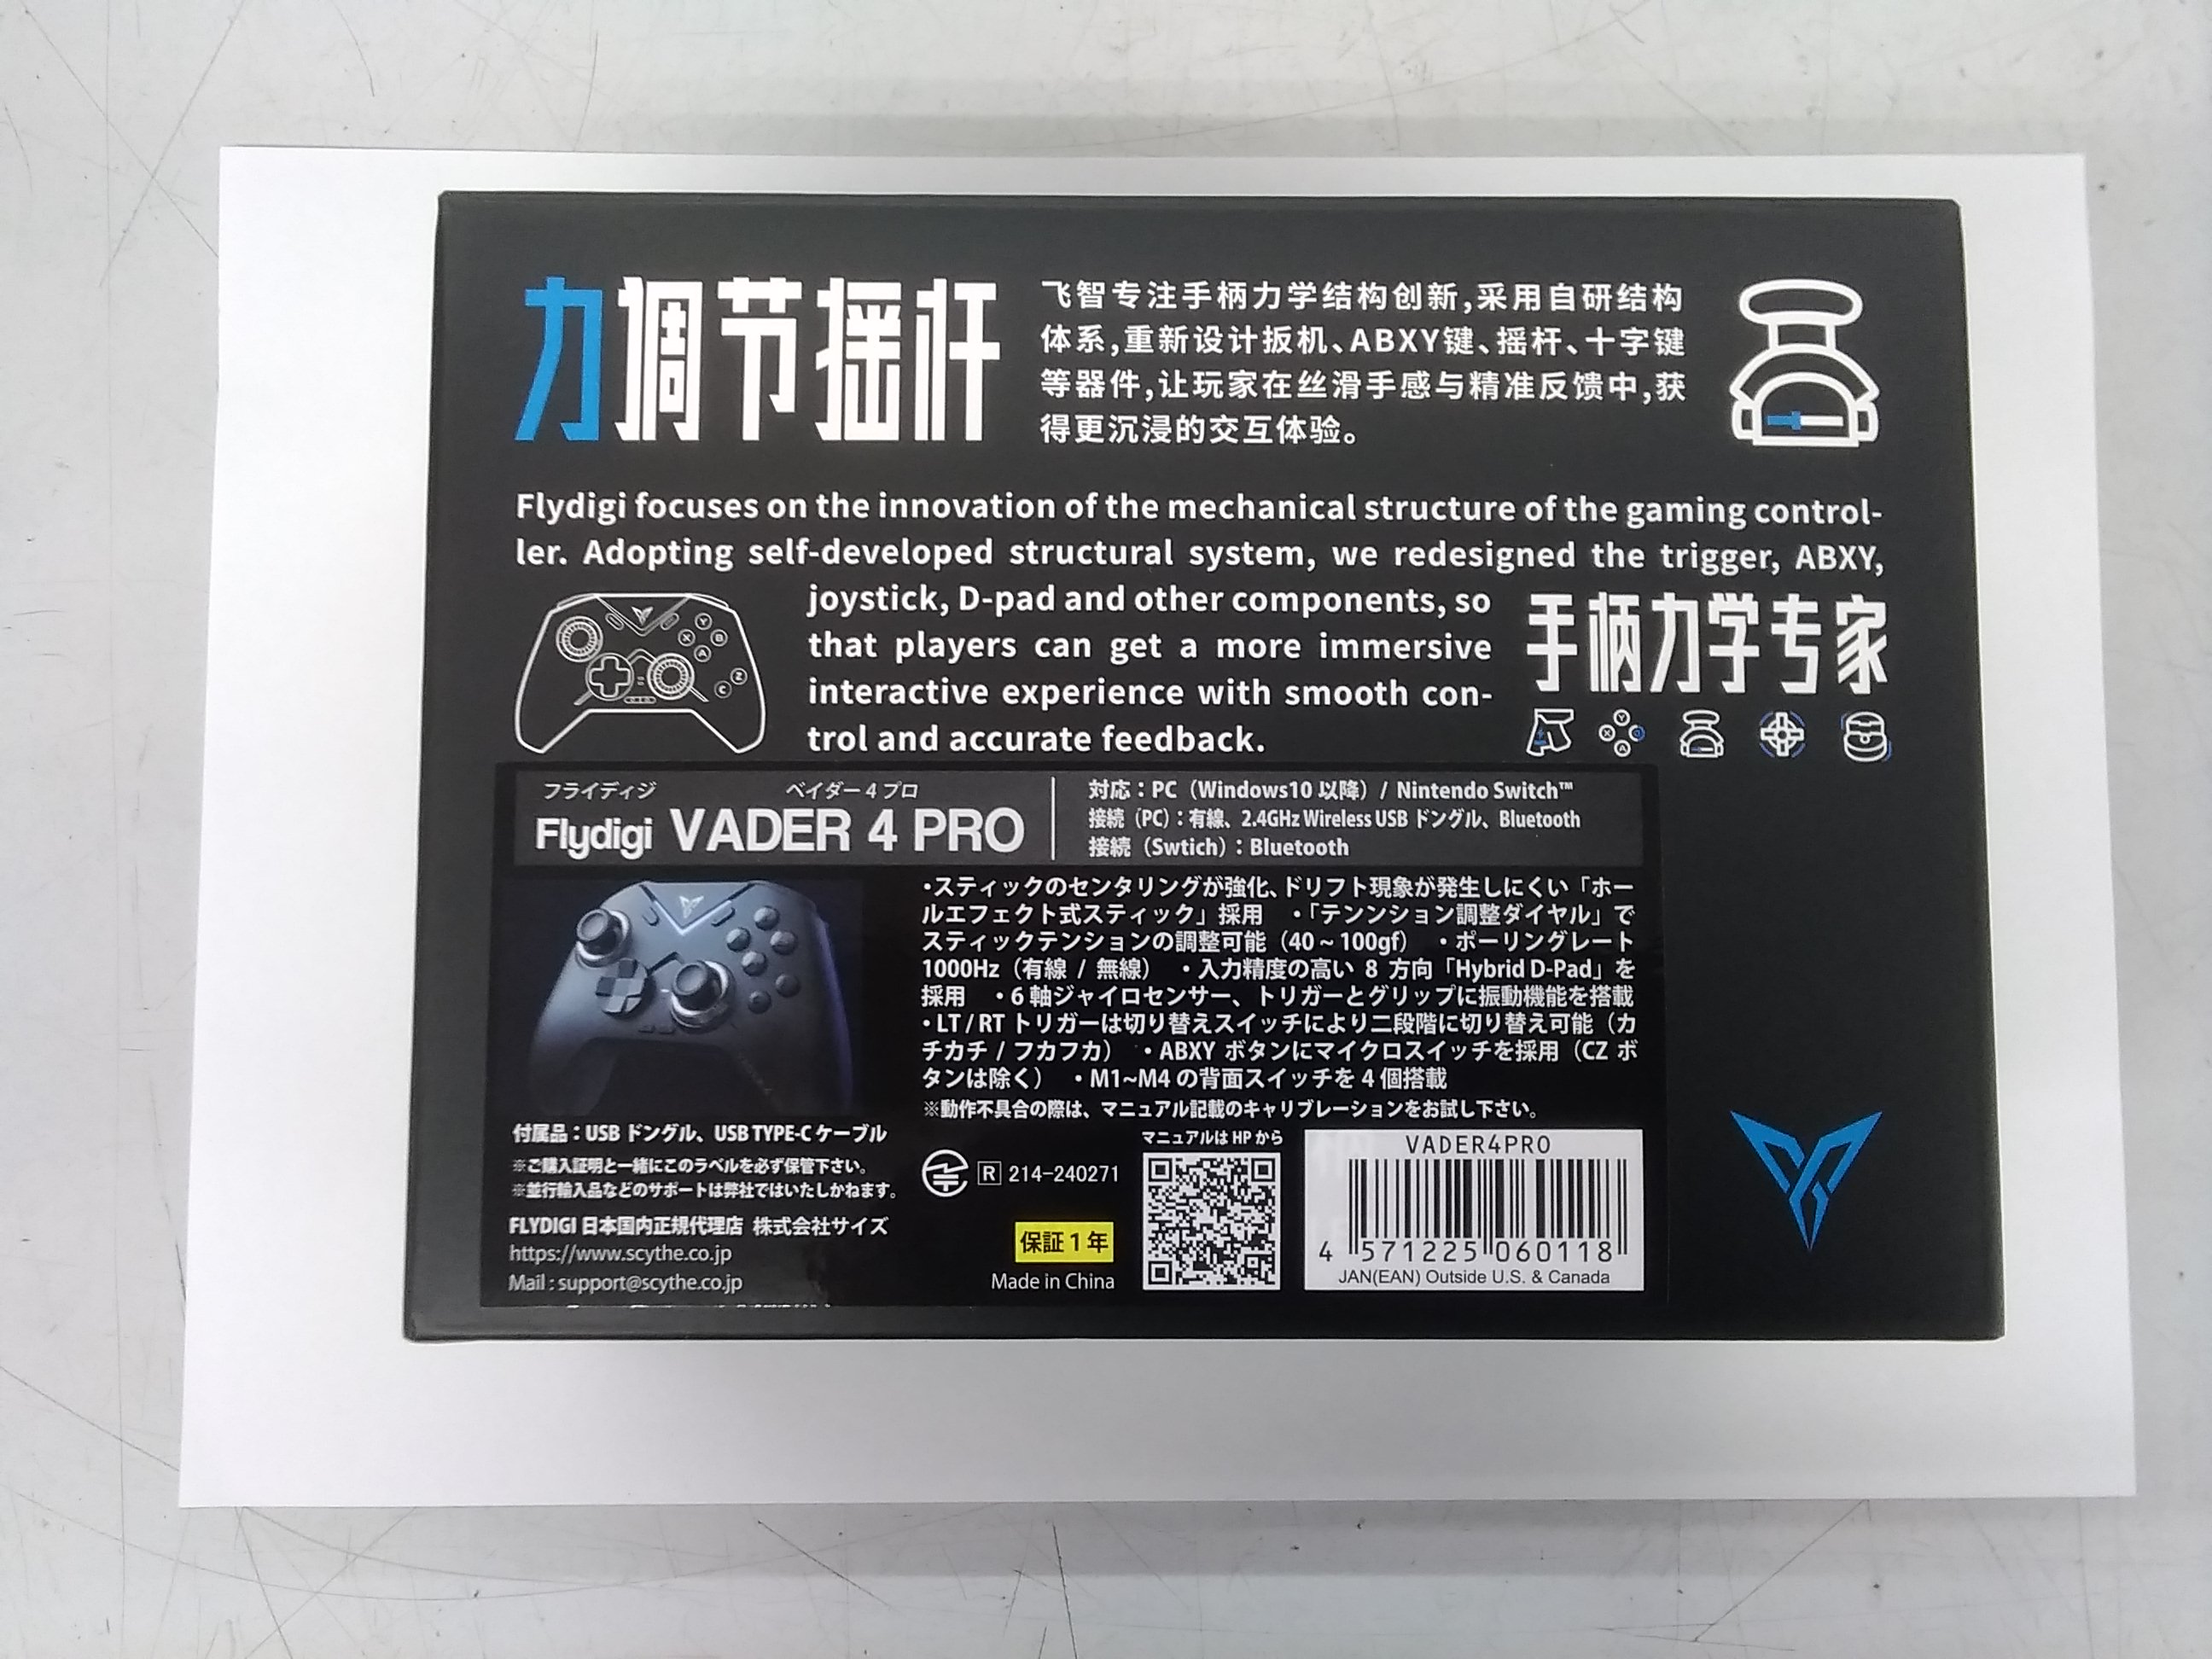 力调节摇杆
飞智专注手柄力学结构创新,采用自研结构
体系,重新设计扳机、ABXY键、摇杆、十字键
等器件,让玩家在丝滑手感与精准反馈中,获
得更沉浸的交互体验。
Flydigi focuses on the innovation of the mechanical structure of the gaming control-
ler. Adopting self-developed structural system, we redesigned the trigger, ABXY,
joystick, D-pad and other components, so
that players can get a more immersive
interactive experience with smooth con-
trol and accurate feedback.
手柄力学专家
フライディジ ベイダー 4 プロ
Flydigi VADER 4 PRO
対応：PC（Windows10 以降）/ Nintendo Switch™
接続（PC）：有線、2.4GHz Wireless USB ドングル、Bluetooth
接続（Swtich）：Bluetooth
・スティックのセンタリングが強化、ドリフト現象が発生しにくい「ホー
ルエフェクト式スティック」採用 ・「テンンション調整ダイヤル」で
スティックテンションの調整可能（40 ~ 100gf） ・ポーリングレート
1000Hz（有線 / 無線） ・入力精度の高い 8 方向「Hybrid D-Pad」を
採用 ・6 軸ジャイロセンサー、トリガーとグリップに振動機能を搭載
・LT / RT トリガーは切り替えスイッチにより二段階に切り替え可能（カ
チカチ / フカフカ） ・ABXY ボタンにマイクロスイッチを採用（CZ ボ
タンは除く） ・M1~M4 の背面スイッチを 4 個搭載
※動作不具合の際は、マニュアル記載のキャリブレーションをお試し下さい。
付属品：USB ドングル、USB TYPE-C ケーブル
※ご購入証明と一緒にこのラベルを必ず保管下さい。
※並行輸入品などのサポートは弊社ではいたしかねます。
FLYDIGI 日本国内正規代理店 株式会社サイズ
https://www.scythe.co.jp
Mail : support@scythe.co.jp
R 214-240271
保証 1 年
Made in China
マニュアルは HP から
VADER4PRO
4 571225 060118
JAN(EAN) Outside U.S. & Canada